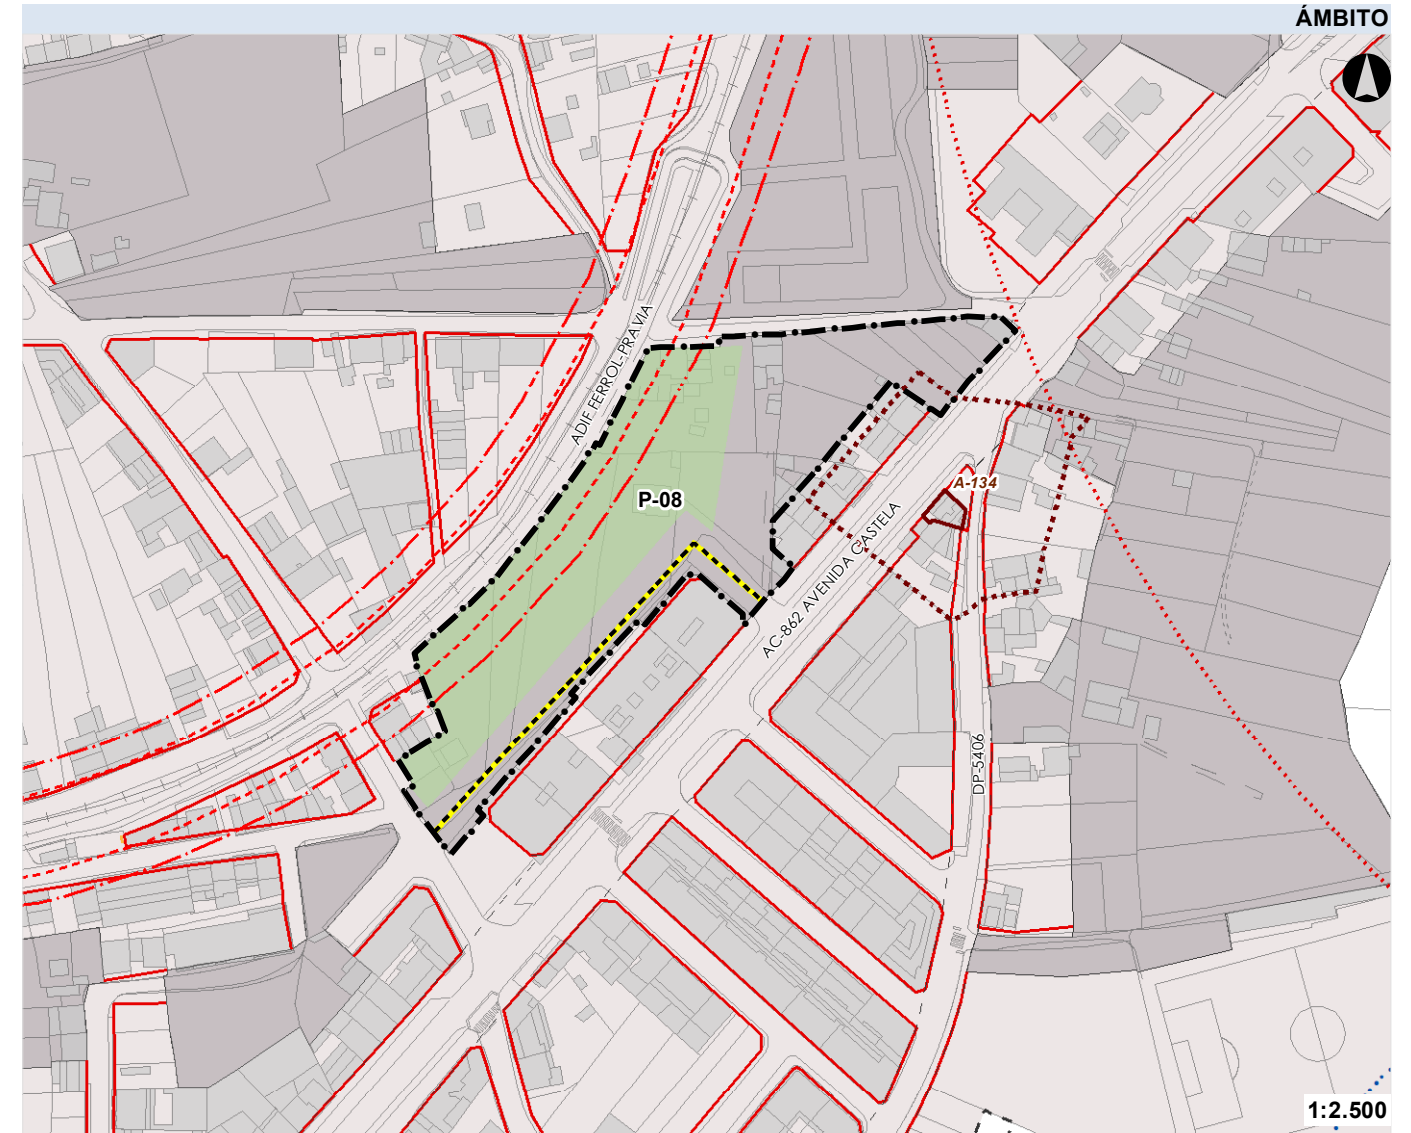 ÁMBITO
ADIF FERROL-PRAVIA
P-08
A-134
AC-862 AVENIDA CASTELA
DP-5406
1:2.500